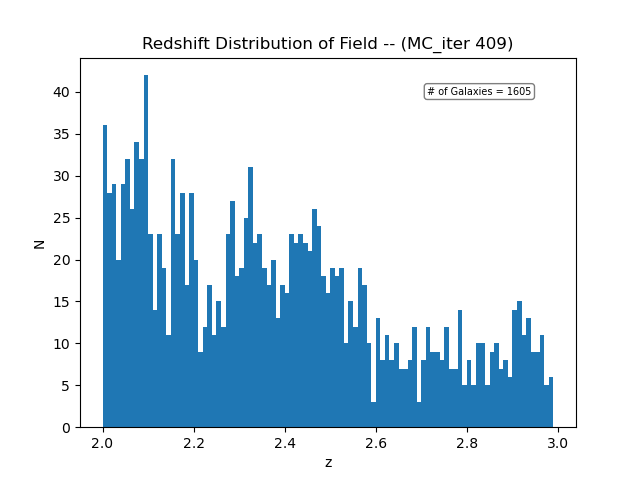 Redshift Distribution of Field -- (MC_iter 409)
# of Galaxies = 1605
N
40
35
30
25
20
15
10
5
0
2.0 2.2 2.4 2.6 2.8 3.0
z